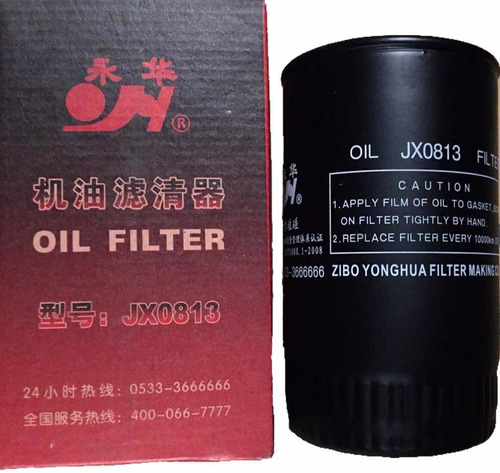 永华
®
机油滤清器
OIL FILTER
型号：JX0813
24小时热线：0533-3666666
全国服务热线：400-066-7777
华
OIL JX0813
CAUTION
1. APPLY FILM OF OIL TO GASKET,
ON FILTER TIGHTLY BY HAND.
2. REPLACE FILTER EVERY 10000km
-3666666 ZIBO YONGHUA FILTER MAKING